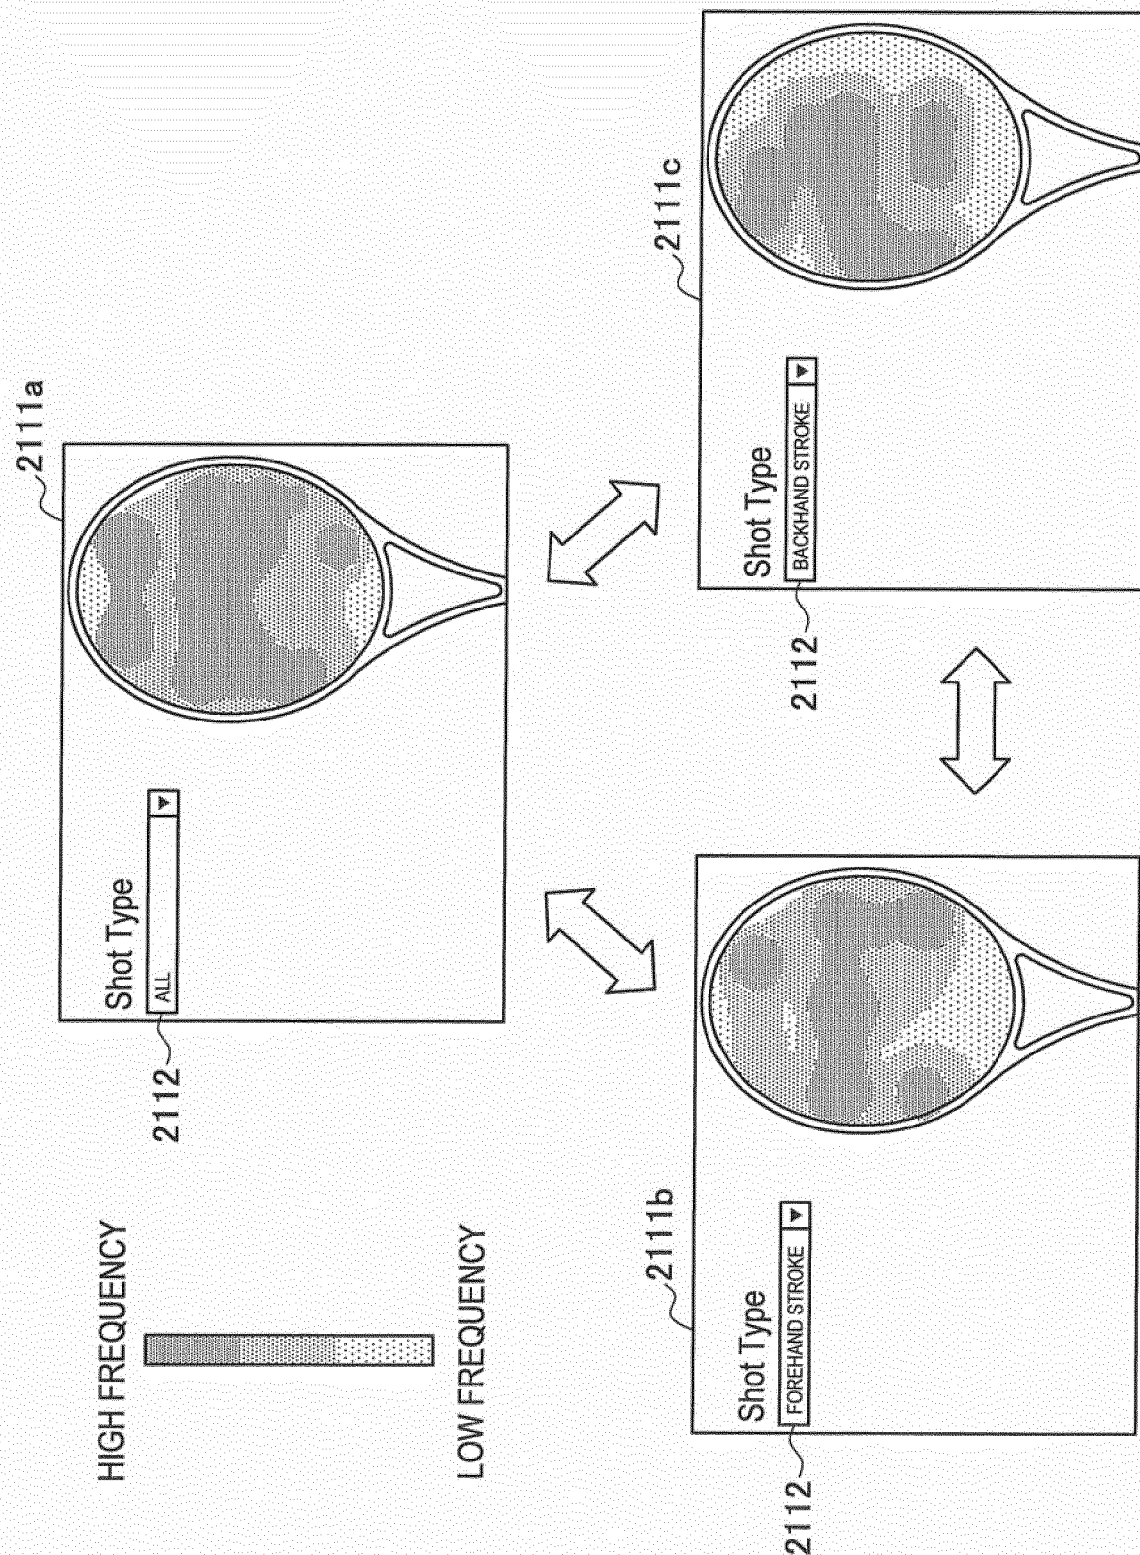 HIGH FREQUENCY
LOW FREQUENCY
2111a
Shot Type
ALL
2112
2111b
Shot Type
FOREHAND STROKE
2112
2111c
Shot Type
BACKHAND STROKE
2112